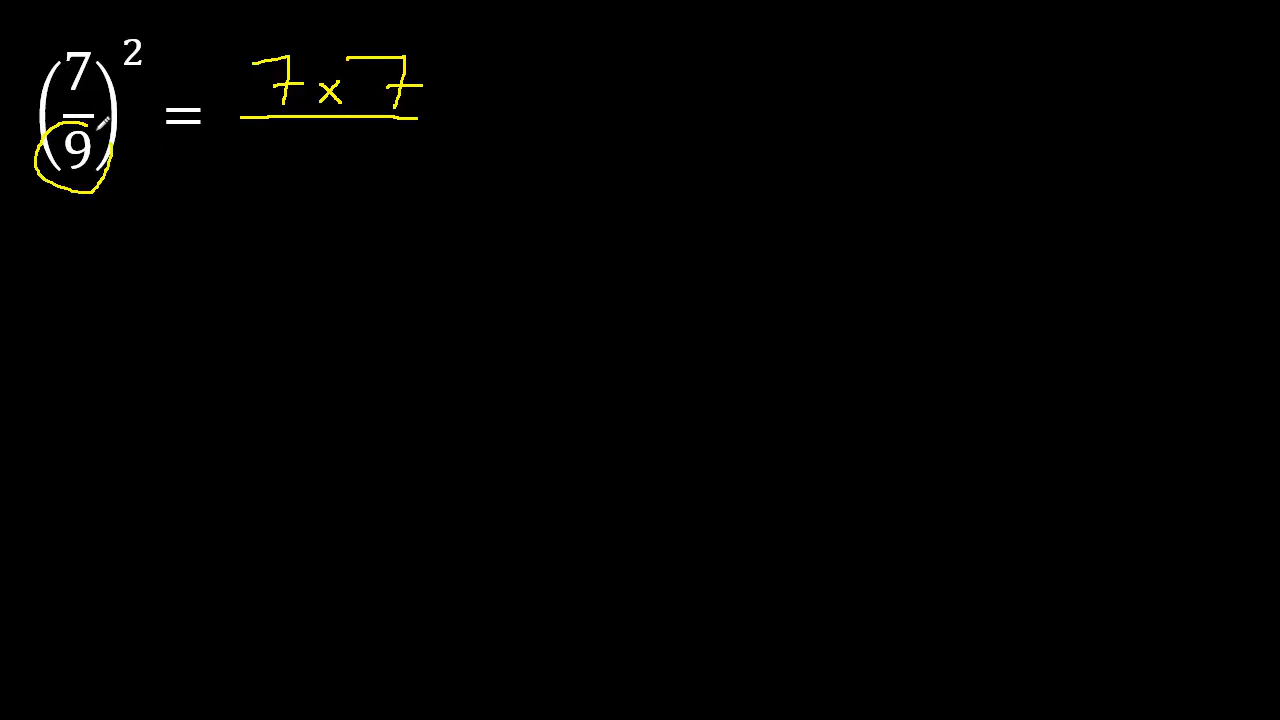 (7/9)² = 7 × 7